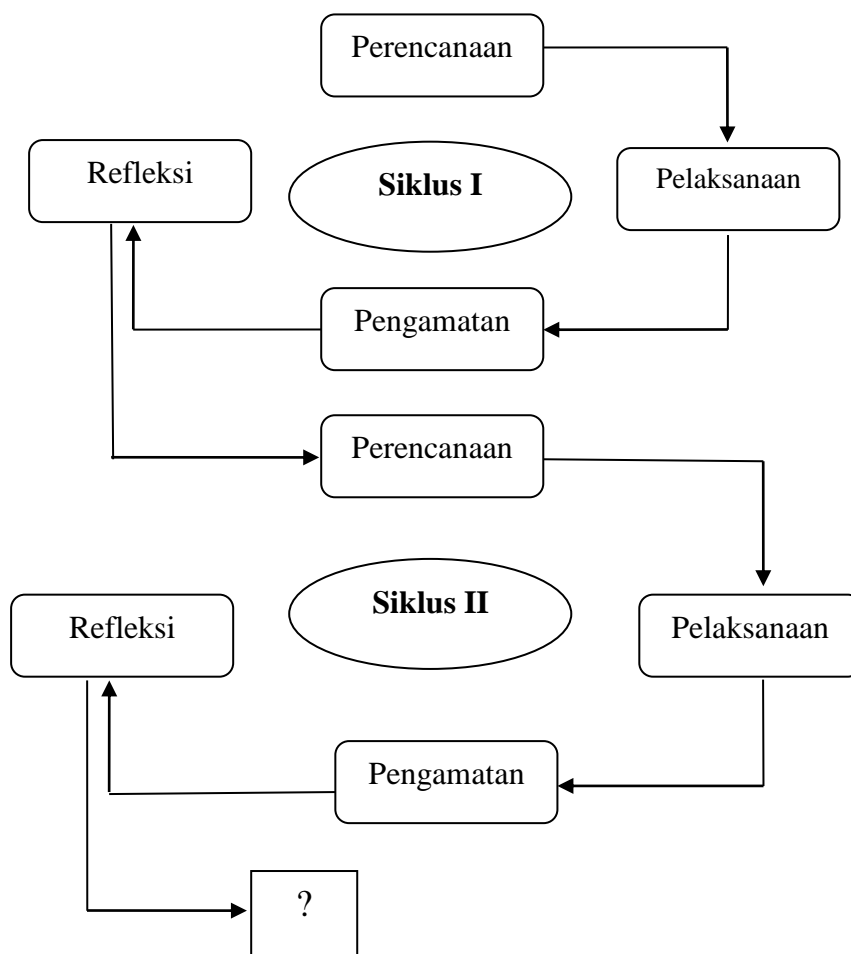 Perencanaan
Refleksi
Siklus I
Pelaksanaan
Pengamatan
Perencanaan
Refleksi
Siklus II
Pelaksanaan
Pengamatan
?